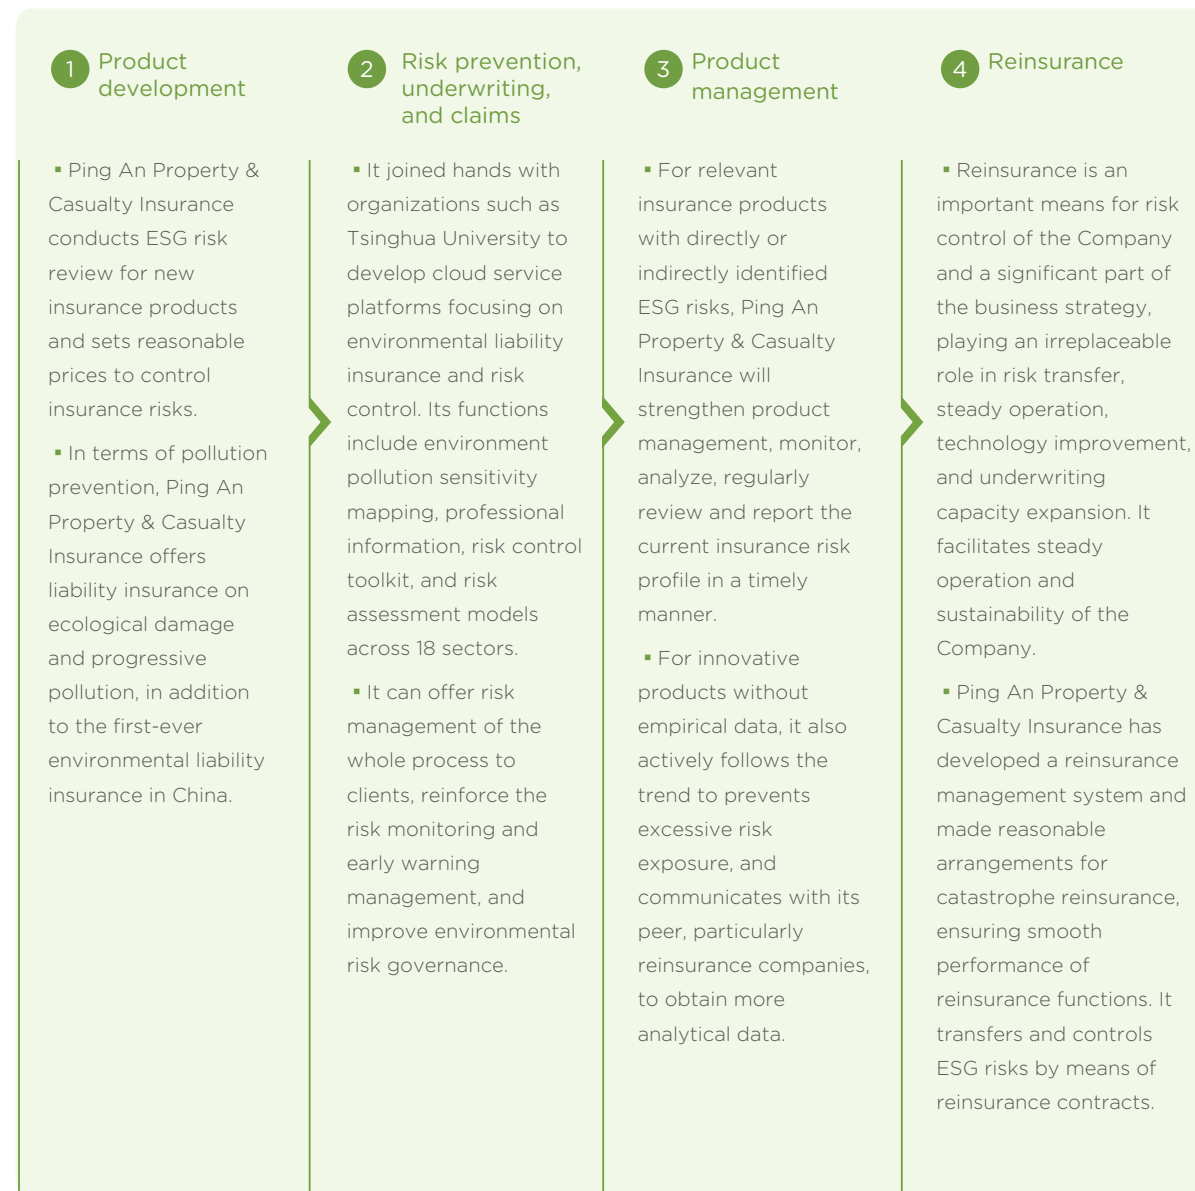 1 Product
development
▪ Ping An Property &
Casualty Insurance
conducts ESG risk
review for new
insurance products
and sets reasonable
prices to control
insurance risks.
▪ In terms of pollution
prevention, Ping An
Property & Casualty
Insurance offers
liability insurance on
ecological damage
and progressive
pollution, in addition
to the first-ever
environmental liability
insurance in China.
2 Risk prevention,
underwriting,
and claims
▪ It joined hands with
organizations such as
Tsinghua University to
develop cloud service
platforms focusing on
environmental liability
insurance and risk
control. Its functions
include environment
pollution sensitivity
mapping, professional
information, risk control
toolkit, and risk
assessment models
across 18 sectors.
▪ It can offer risk
management of the
whole process to
clients, reinforce the
risk monitoring and
early warning
management, and
improve environmental
risk governance.
3 Product
management
▪ For relevant
insurance products
with directly or
indirectly identified
ESG risks, Ping An
Property & Casualty
Insurance will
strengthen product
management, monitor,
analyze, regularly
review and report the
current insurance risk
profile in a timely
manner.
▪ For innovative
products without
empirical data, it also
actively follows the
trend to prevents
excessive risk
exposure, and
communicates with its
peer, particularly
reinsurance companies,
to obtain more
analytical data.
4 Reinsurance
▪ Reinsurance is an
important means for risk
control of the Company
and a significant part of
the business strategy,
playing an irreplaceable
role in risk transfer,
steady operation,
technology improvement,
and underwriting
capacity expansion. It
facilitates steady
operation and
sustainability of the
Company.
▪ Ping An Property &
Casualty Insurance has
developed a reinsurance
management system and
made reasonable
arrangements for
catastrophe reinsurance,
ensuring smooth
performance of
reinsurance functions. It
transfers and controls
ESG risks by means of
reinsurance contracts.